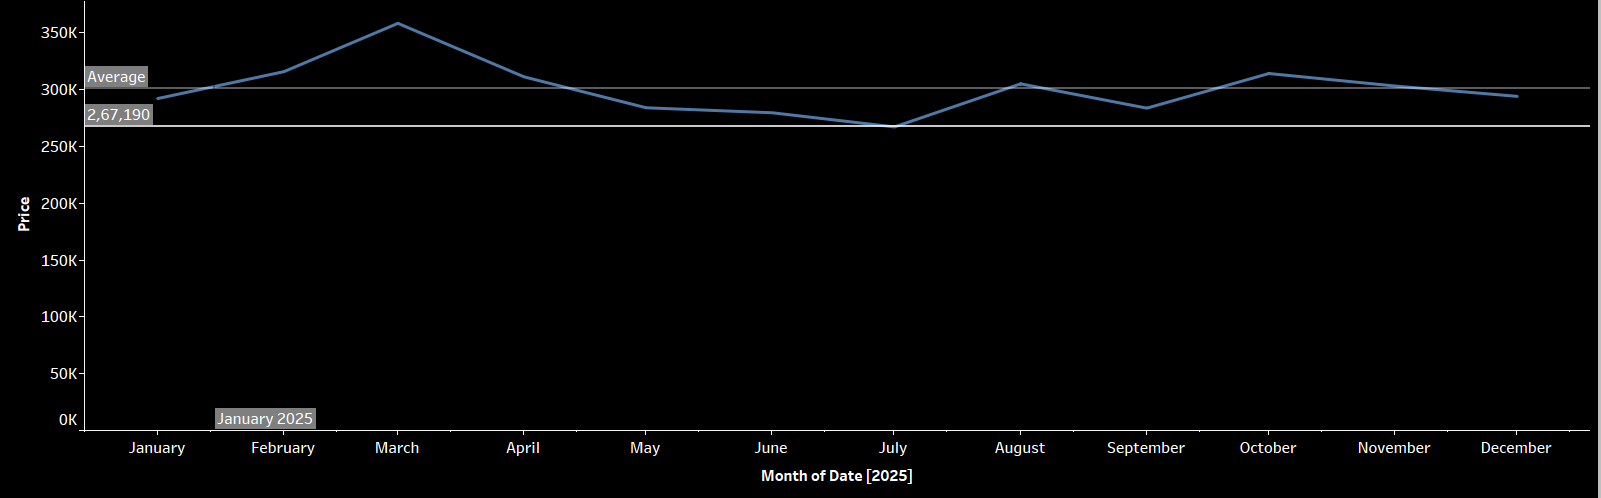 350K
Average
300K
2,67,190
250K
200K
Price
150K
100K
50K
0K
January 2025
January February March April May June July August September October November December
Month of Date [2025]